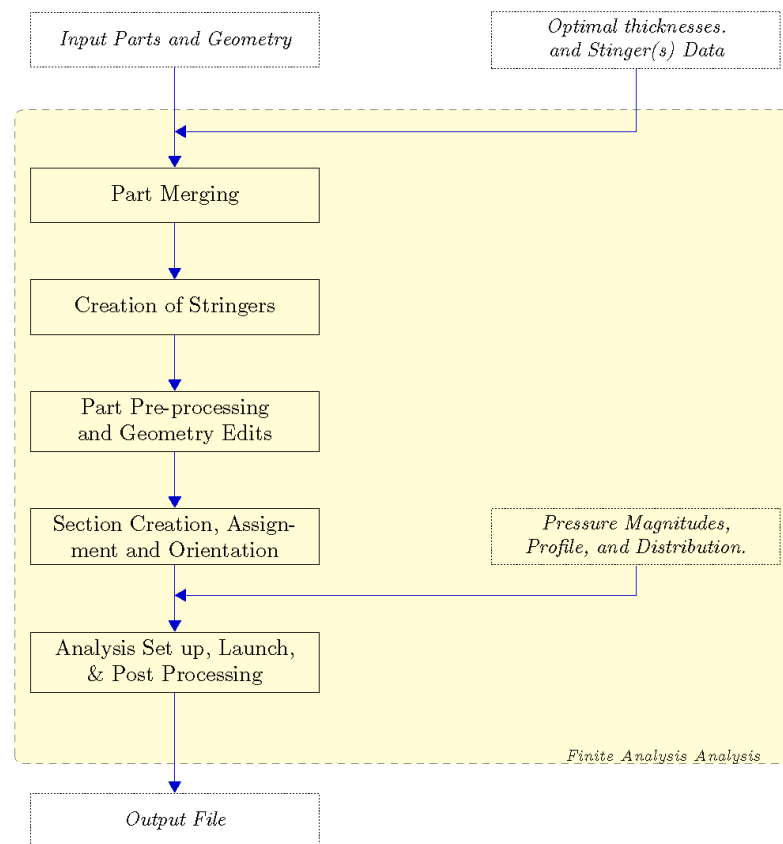 Input Parts and Geometry
Optimal thicknesses.
and Stinger(s) Data
Part Merging
Creation of Stringers
Part Pre-processing
and Geometry Edits
Section Creation, Assign-
ment and Orientation
Pressure Magnitudes,
Profile, and Distribution.
Analysis Set up, Launch,
& Post Processing
Finite Analysis Analysis
Output File